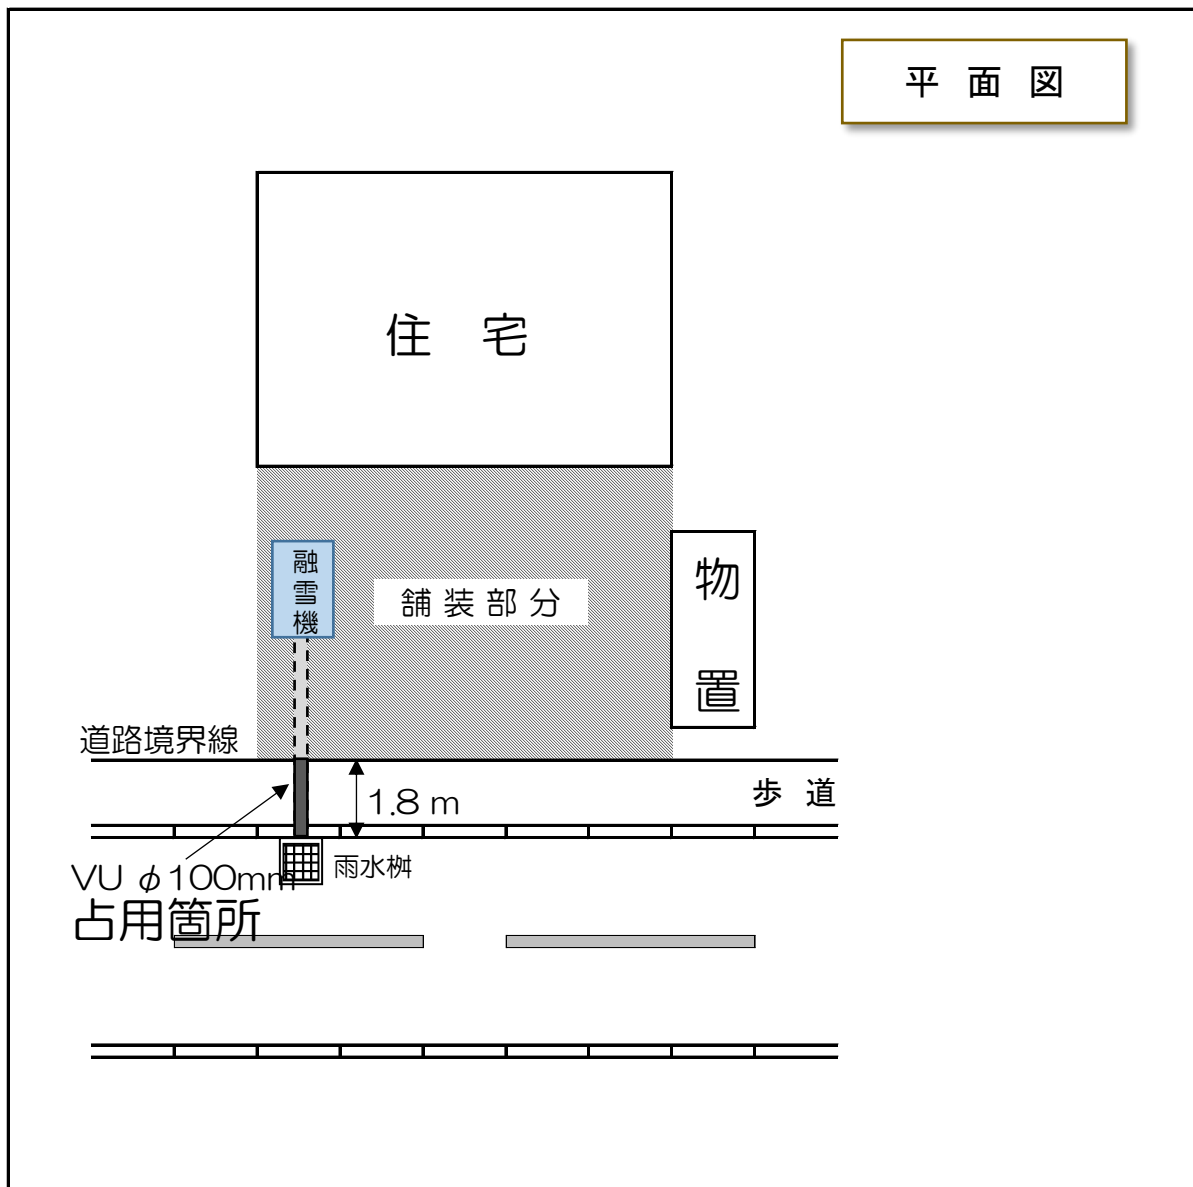 平 面 図
住 宅
融雪機
舗装部分
物置
道路境界線
1.8 m
歩 道
雨水桝
VU φ100mm
占用箇所